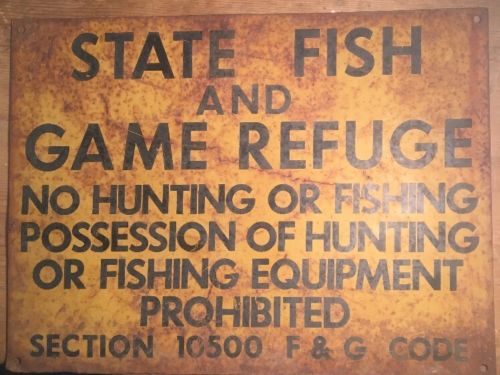 STATE FISH
AND
GAME REFUGE
NO HUNTING OR FISHING
POSSESSION OF HUNTING
OR FISHING EQUIPMENT
PROHIBITED
SECTION 10500 F & G CODE